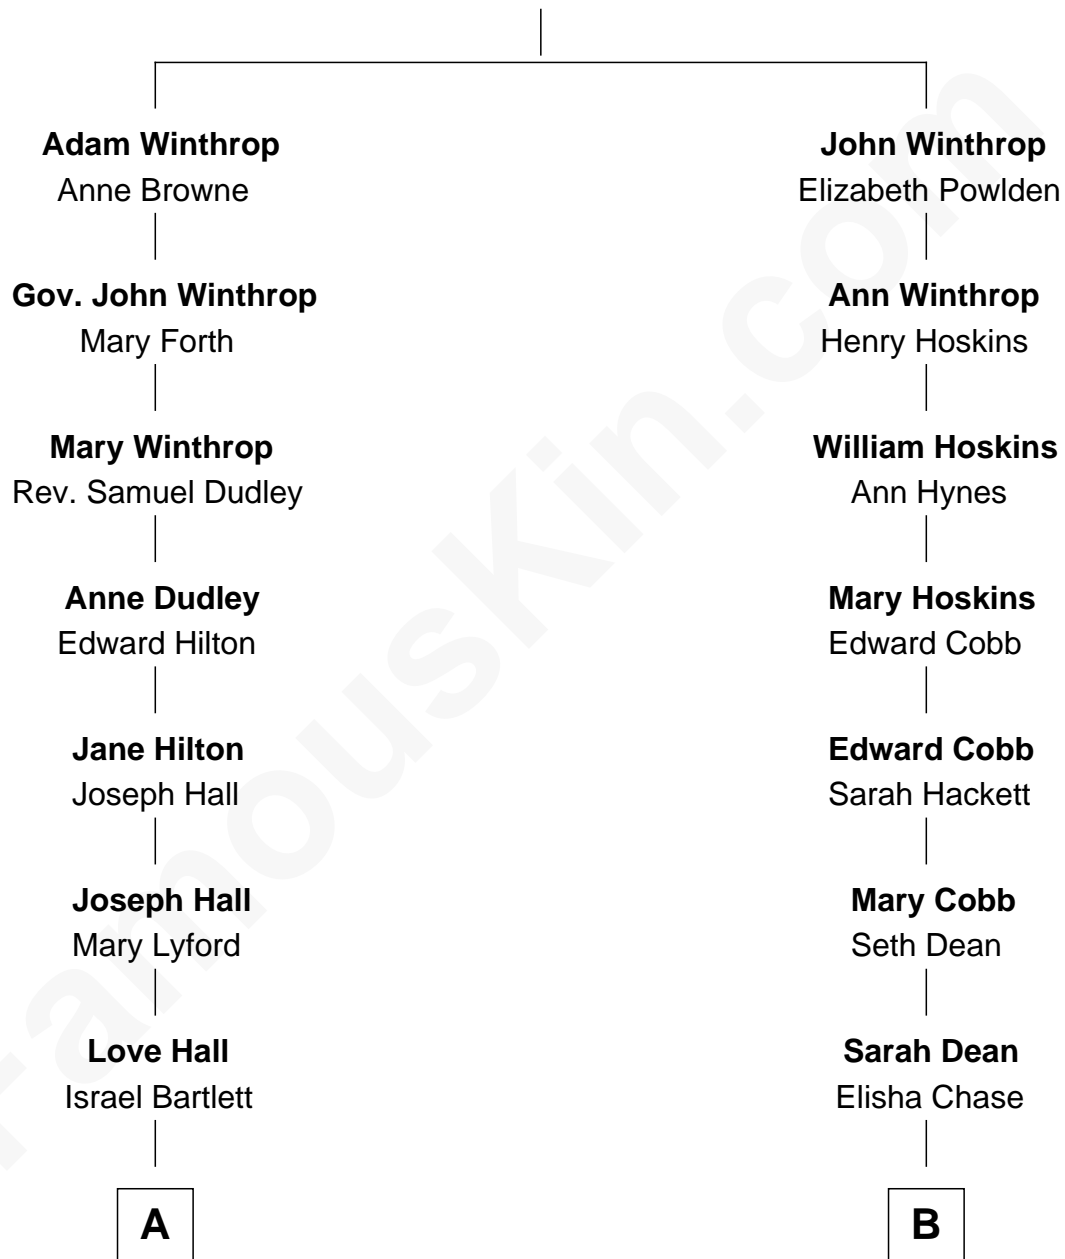 Adam Winthrop
Anne Browne
John Winthrop
Elizabeth Powlden
Gov. John Winthrop
Mary Forth
Ann Winthrop
Henry Hoskins
Mary Winthrop
Rev. Samuel Dudley
William Hoskins
Ann Hynes
Anne Dudley
Edward Hilton
Mary Hoskins
Edward Cobb
Jane Hilton
Joseph Hall
Edward Cobb
Sarah Hackett
Joseph Hall
Mary Lyford
Mary Cobb
Seth Dean
Love Hall
Israel Bartlett
Sarah Dean
Elisha Chase
A
B
FamousKin.com